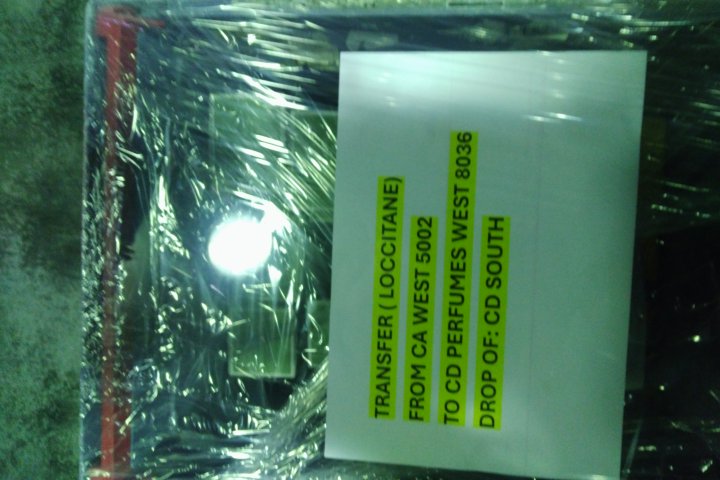 TRANSFER ( LOCCITANE)
FROM CA WEST 5002
TO CD PERFUMES WEST 8036
DROP OF: CD SOUTH